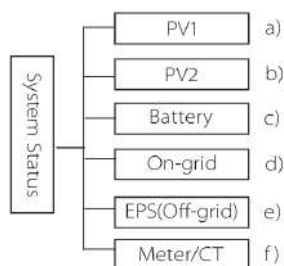 System Status
PV1 a)
PV2 b)
Battery c)
On-grid d)
EPS(Off-grid) e)
Meter/CT f)